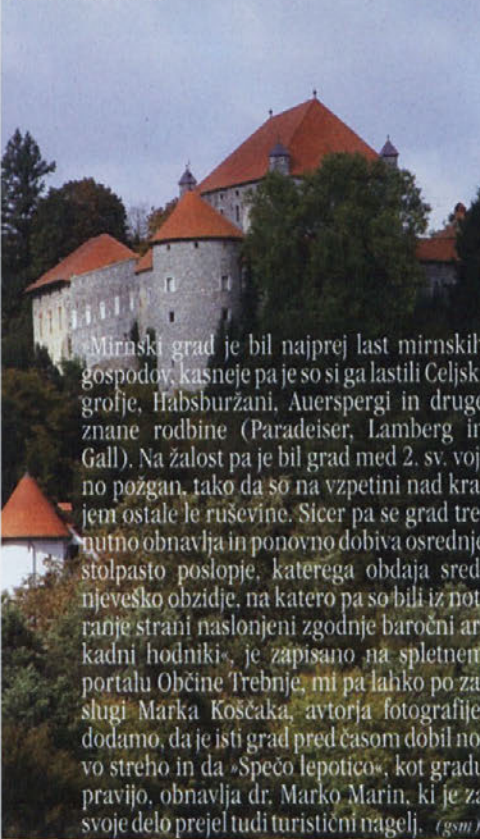 »Mirnski grad je bil najprej last mirnskih
gospodov, kasneje pa je so si ga lastili Celjsk
grofje, Habsburžani, Auerspergi in drug
znane rodbine (Paradeiser, Lamberg in
Gall). Na žalost pa je bil grad med 2. sv. voj
no požgan, tako da so na vzpetini nad kra
jem ostale le ruševine. Sicer pa se grad tre
nutno obnavlja in ponovno dobiva osrednje
stolpasto poslopje, katerega obdaja sred
njeveško obzidje, na katero pa so bili iz not
ranje strani naslonjeni zgodnje baročni ar
kadni hodniki«, je zapisano na spletnem
portalu Občine Trebnje, mi pa lahko po za
slugi Marka Koščaka, avtorja fotografije
dodamo, da je isti grad pred časom dobil no
vo streho in da »Spečo lepotico«, kot gradu
pravijo, obnavlja dr. Marko Marin, ki je za
svoje delo prejel tudi turistični nagelj. (gsm)